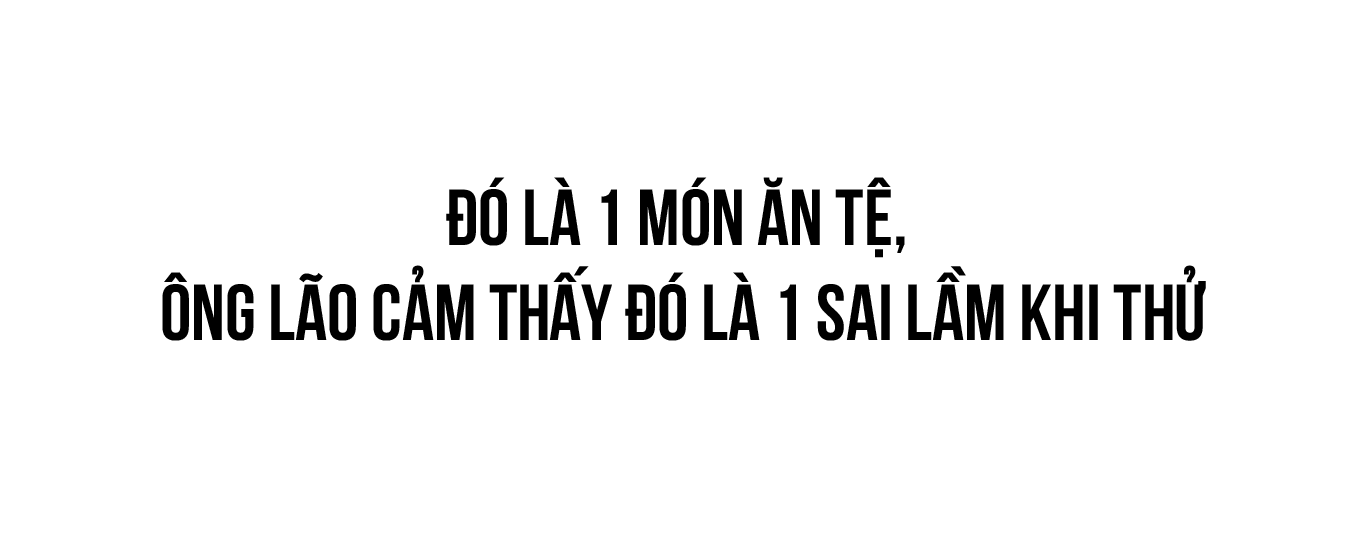 ĐÓ LÀ 1 MÓN ĂN TỆ,
ÔNG LÃO CẢM THẤY ĐÓ LÀ 1 SAI LẦM KHI THỬ